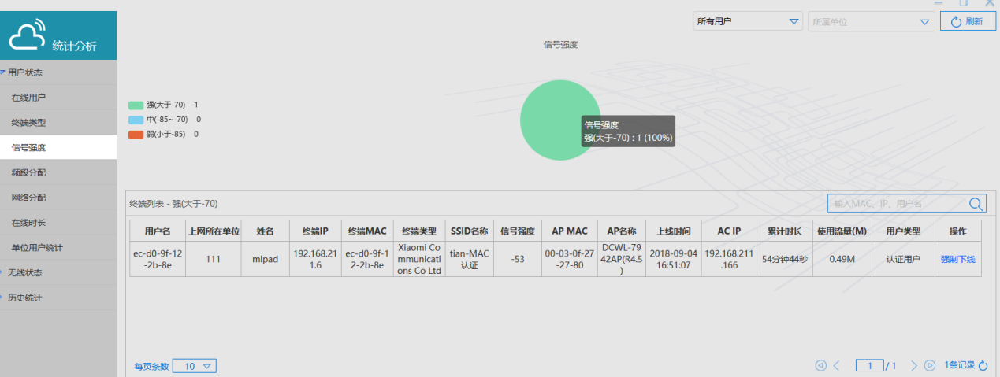 统计分析
用户状态
在线用户
终端类型
信号强度
频段分配
网络分配
在线时长
单位用户统计
无线状态
历史统计
所有用户
所属单位
刷新
信号强度
强(大于-70) 1
中(-85~-70) 0
弱(小于-85) 0
信号强度
强(大于-70) : 1 (100%)
终端列表 - 强(大于-70)
输入MAC、IP、用户名
用户名 上网所在单位 姓名 终端IP 终端MAC 终端类型 SSID名称 信号强度 AP MAC AP名称 上线时间 AC IP 累计时长 使用流量(M) 用户类型 操作
ec-d0-9f-12
-2b-8e
111
mipad
192.168.21
1.6
ec-d0-9f-1
2-2b-8e
Xiaomi Co
mmunicati
ons Co Ltd
tian-MAC
认证
-53
00-03-0f-27
-27-80
DCWL-79
42AP(R4.5
)
2018-09-04
16:51:07
192.168.211
.166
54分钟44秒
0.49M
认证用户
强制下线
每页条数 10
1 / 1
1条记录